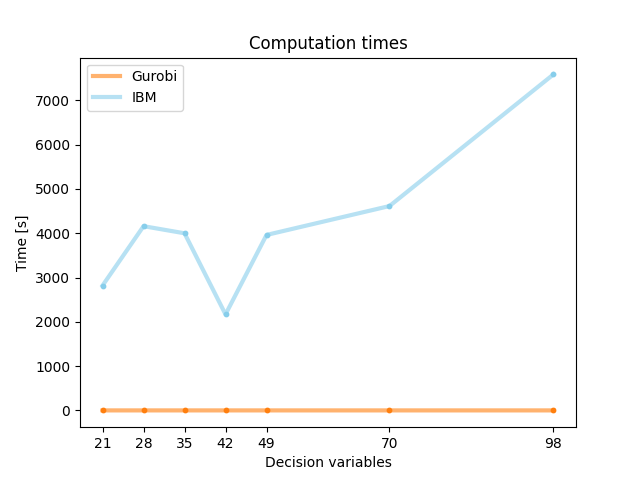 Computation times
Gurobi
IBM
Time [s]
7000
6000
5000
4000
3000
2000
1000
0
21 28 35 42 49 70 98
Decision variables